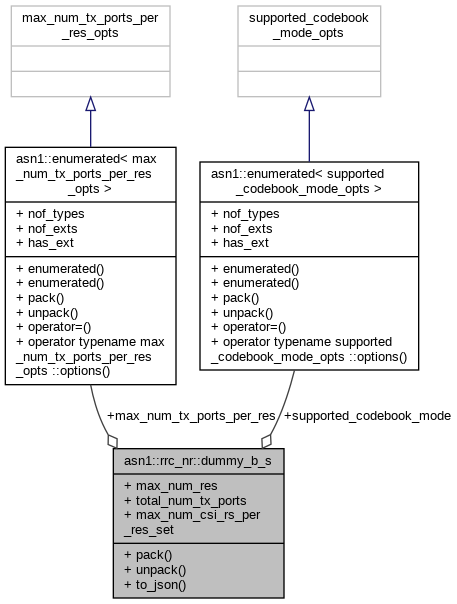 max_num_tx_ports_per
_res_opts
supported_codebook
_mode_opts
asn1::enumerated< max
_num_tx_ports_per_res
_opts >
+ nof_types
+ nof_exts
+ has_ext
+ enumerated()
+ enumerated()
+ pack()
+ unpack()
+ operator=()
+ operator typename max
_num_tx_ports_per_res
_opts ::options()
asn1::enumerated< supported
_codebook_mode_opts >
+ nof_types
+ nof_exts
+ has_ext
+ enumerated()
+ enumerated()
+ pack()
+ unpack()
+ operator=()
+ operator typename supported
_codebook_mode_opts ::options()
+max_num_tx_ports_per_res
+supported_codebook_mode
asn1::rrc_nr::dummy_b_s
+ max_num_res
+ total_num_tx_ports
+ max_num_csi_rs_per
_res_set
+ pack()
+ unpack()
+ to_json()